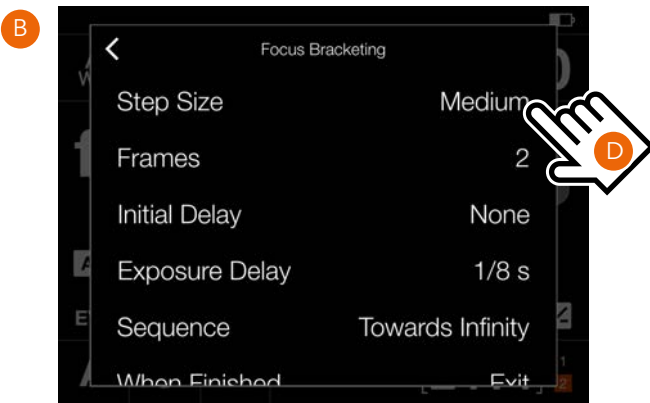 B
Focus Bracketing
Step Size Medium
D
Frames 2
Initial Delay None
Exposure Delay 1/8 s
Sequence Towards Infinity
When Finished Exit